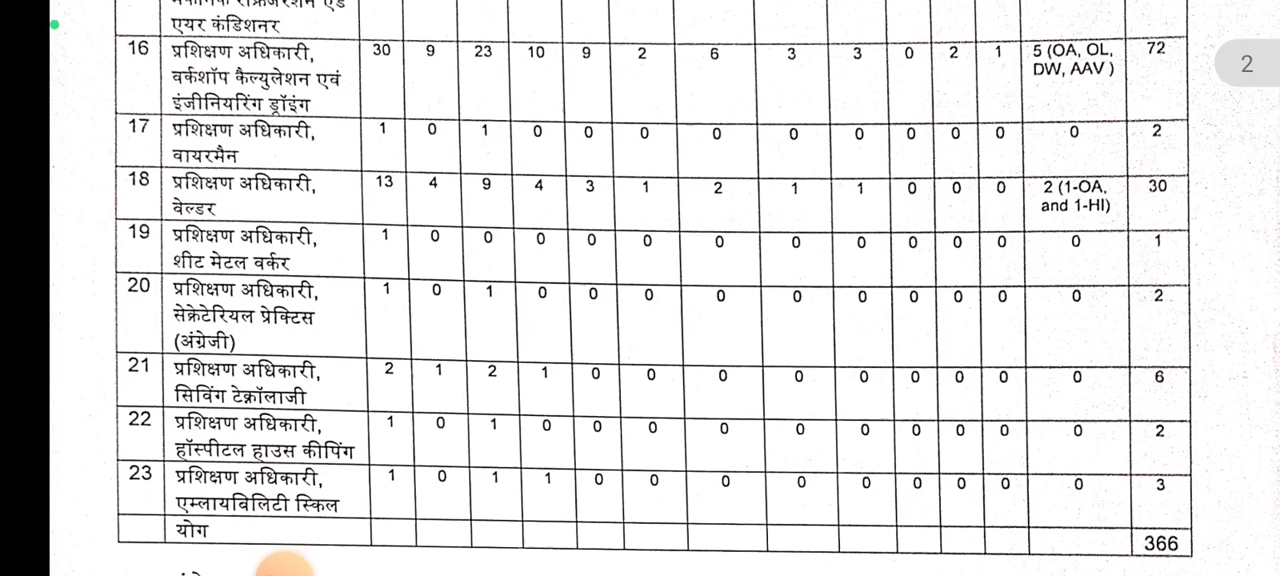 एयर कंडिशनर
16 प्रशिक्षण अधिकारी, 30 9 23 10 9 2 6 3 3 0 2 1 5 (OA, OL, 72
वर्कशॉप कैल्युलेशन एवं DW, AAV )
इंजीनियरिंग ड्रॉइंग
17 प्रशिक्षण अधिकारी, 1 0 1 0 0 0 0 0 0 0 0 0 0 2
वायरमैन
18 प्रशिक्षण अधिकारी, 13 4 9 4 3 1 2 1 1 0 0 0 2 (1-OA, 30
वेल्डर and 1-HI)
19 प्रशिक्षण अधिकारी, 1 0 0 0 0 0 0 0 0 0 0 0 0 1
शीट मेटल वर्कर
20 प्रशिक्षण अधिकारी, 1 0 1 0 0 0 0 0 0 0 0 0 0 2
सेक्रेटेरियल प्रेक्टिस
(अंग्रेजी)
21 प्रशिक्षण अधिकारी, 2 1 2 1 0 0 0 0 0 0 0 0 0 6
सिविंग टेक्नॉलाजी
22 प्रशिक्षण अधिकारी, 1 0 1 0 0 0 0 0 0 0 0 0 0 2
हॉस्पीटल हाउस कीपिंग
23 प्रशिक्षण अधिकारी, 1 0 1 1 0 0 0 0 0 0 0 0 0 3
एम्लायबिलिटी स्किल
योग 366
2